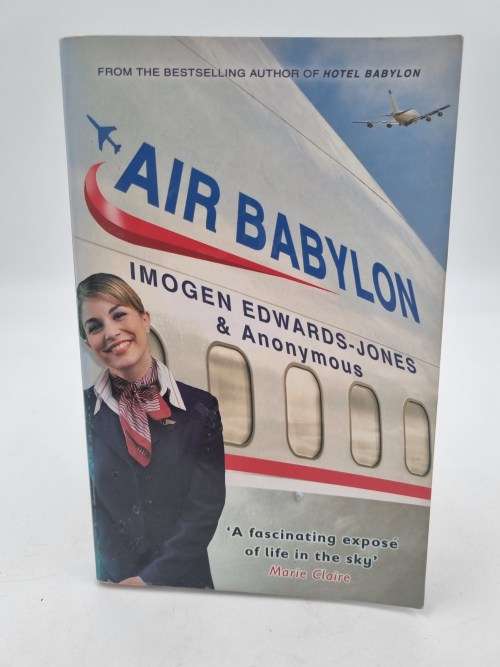 FROM THE BESTSELLING AUTHOR OF HOTEL BABYLON
AIR BABYLON
IMOGEN EDWARDS-JONES
& Anonymous
‘A fascinating exposé
of life in the sky’
Marie Claire